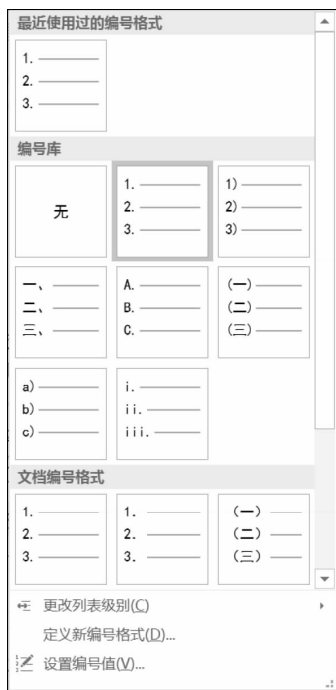 最近使用过的编号格式
1.
2.
3.
编号库
无
1.
2.
3.
1)
2)
3)
一、
二、
三、
A.
B.
C.
(一)
(二)
(三)
a)
b)
c)
i.
ii.
iii.
文档编号格式
1.
2.
3.
1.
2.
3.
(一)
(二)
(三)
更改列表级别(C)
定义新编号格式(D)...
设置编号值(V)...